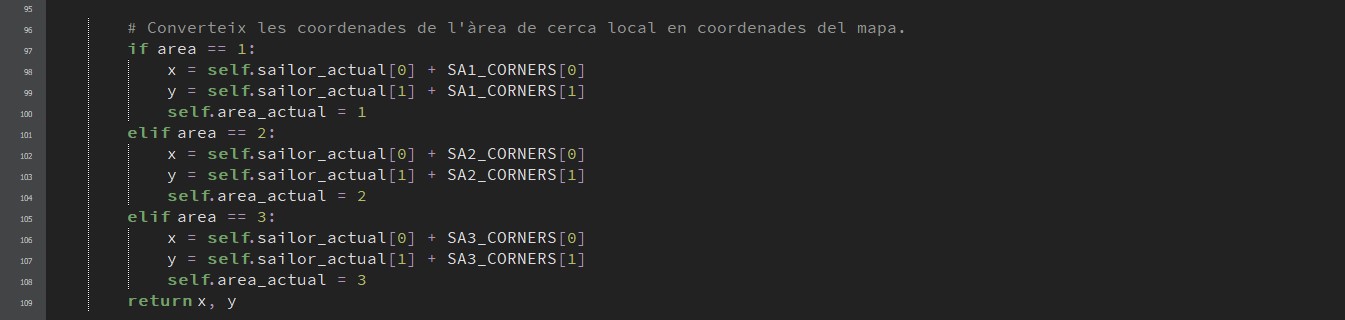 95
96 # Converteix les coordenades de l'àrea de cerca local en coordenades del mapa.
97 if area == 1:
98 x = self.sailor_actual[0] + SA1_CORNERS[0]
99 y = self.sailor_actual[1] + SA1_CORNERS[1]
100 self.area_actual = 1
101 elif area == 2:
102 x = self.sailor_actual[0] + SA2_CORNERS[0]
103 y = self.sailor_actual[1] + SA2_CORNERS[1]
104 self.area_actual = 2
105 elif area == 3:
106 x = self.sailor_actual[0] + SA3_CORNERS[0]
107 y = self.sailor_actual[1] + SA3_CORNERS[1]
108 self.area_actual = 3
109 return x, y